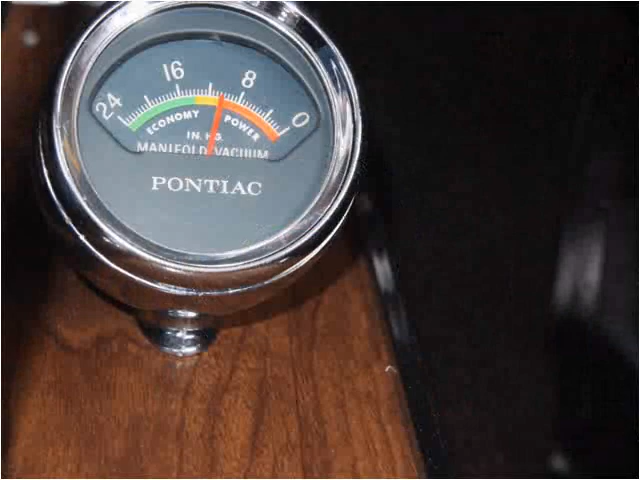 24 16 8 0
ECONOMY POWER
IN. HG.
MANIFOLD VACUUM
PONTIAC